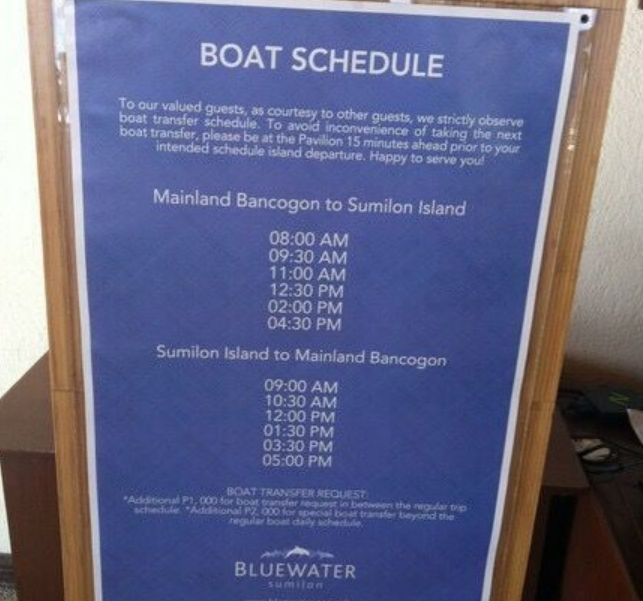 BOAT SCHEDULE
To our valued guests, as courtesy to other guests, we strictly observe
boat transfer schedule. To avoid inconvenience of taking the next
boat transfer, please be at the Pavilion 15 minutes ahead prior to your
intended schedule island departure. Happy to serve you!
Mainland Bancogon to Sumilon Island
08:00 AM
09:30 AM
11:00 AM
12:30 PM
02:00 PM
04:30 PM
Sumilon Island to Mainland Bancogon
09:00 AM
10:30 AM
12:00 PM
01:30 PM
03:30 PM
05:00 PM
BOAT TRANSFER REQUEST:
*Additional P1, 000 for boat transfer request in between the regular trip
schedule. *Additional P2, 000 for special boat transfer beyond the
regular boat daily schedule.
BLUEWATER
sumilon